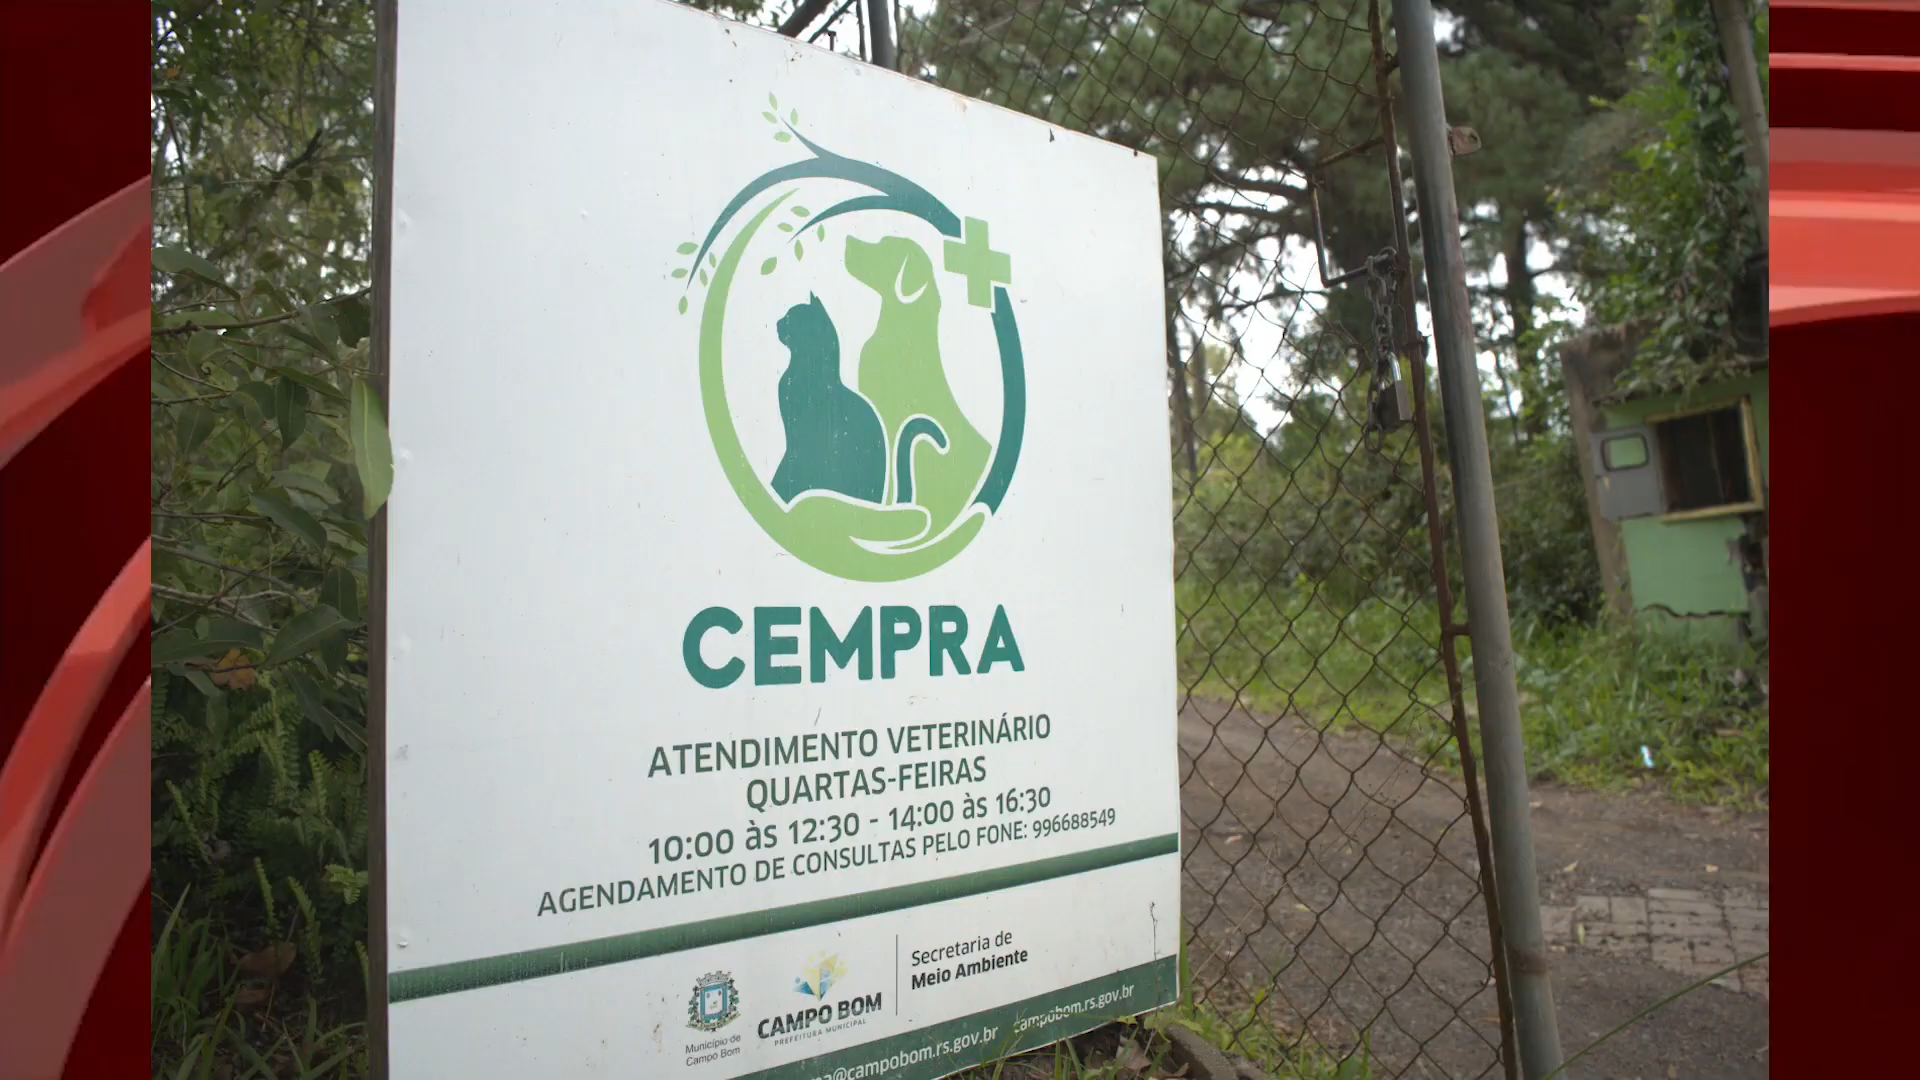 CEMPRA
ATENDIMENTO VETERINÁRIO
QUARTAS-FEIRAS
10:00 às 12:30 - 14:00 às 16:30
AGENDAMENTO DE CONSULTAS PELO FONE: 996688549
Município de
Campo Bom
CAMPO BOM
PREFEITURA MUNICIPAL
Secretaria de
Meio Ambiente
@campobom.rs.gov.br campobom.rs.gov.br